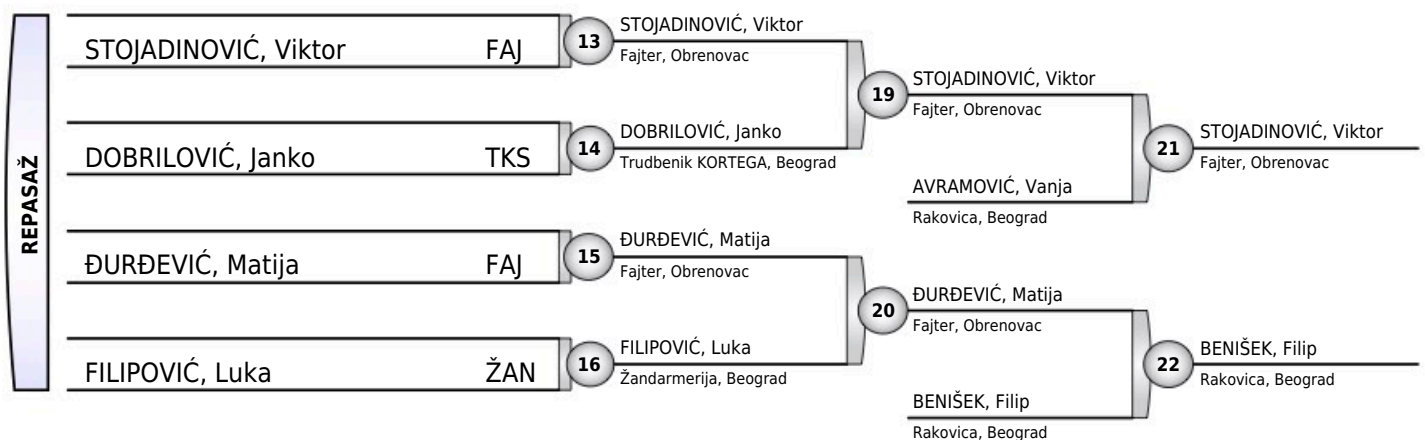 REPASAŽ
STOJADINOVIĆ, Viktor FAJ
13
STOJADINOVIĆ, Viktor
Fajter, Obrenovac
DOBRILOVIĆ, Janko TKS
14
DOBRILOVIĆ, Janko
Trudbenik KORTEGA, Beograd
19
STOJADINOVIĆ, Viktor
Fajter, Obrenovac
AVRAMOVIĆ, Vanja
Rakovica, Beograd
21
STOJADINOVIĆ, Viktor
Fajter, Obrenovac
ĐURĐEVIĆ, Matija FAJ
15
ĐURĐEVIĆ, Matija
Fajter, Obrenovac
FILIPOVIĆ, Luka ŽAN
16
FILIPOVIĆ, Luka
Žandarmerija, Beograd
20
ĐURĐEVIĆ, Matija
Fajter, Obrenovac
BENIŠEK, Filip
Rakovica, Beograd
22
BENIŠEK, Filip
Rakovica, Beograd